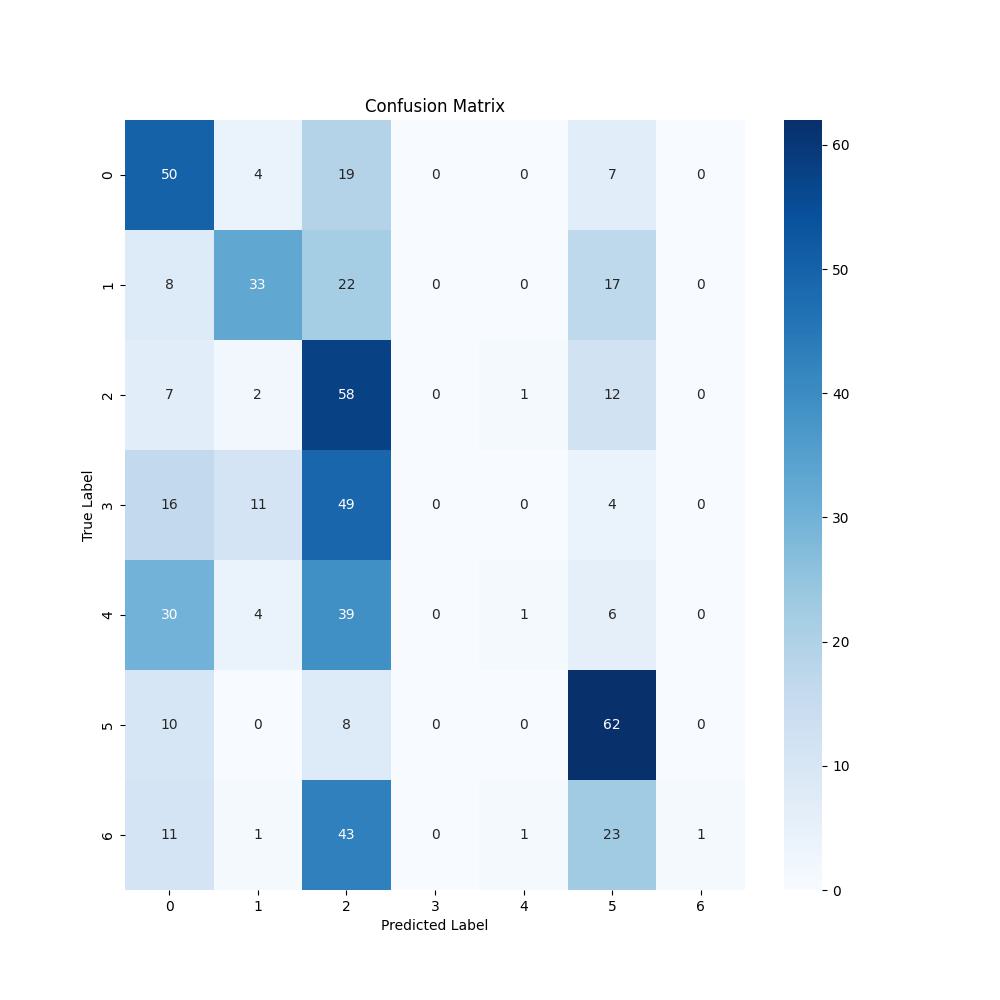 Confusion Matrix
0 50 4 19 0 0 7 0
1 8 33 22 0 0 17 0
2 7 2 58 0 1 12 0
3 16 11 49 0 0 4 0
4 30 4 39 0 1 6 0
5 10 0 8 0 0 62 0
6 11 1 43 0 1 23 1
0 1 2 3 4 5 6
Predicted Label
True Label
60
50
40
30
20
10
0